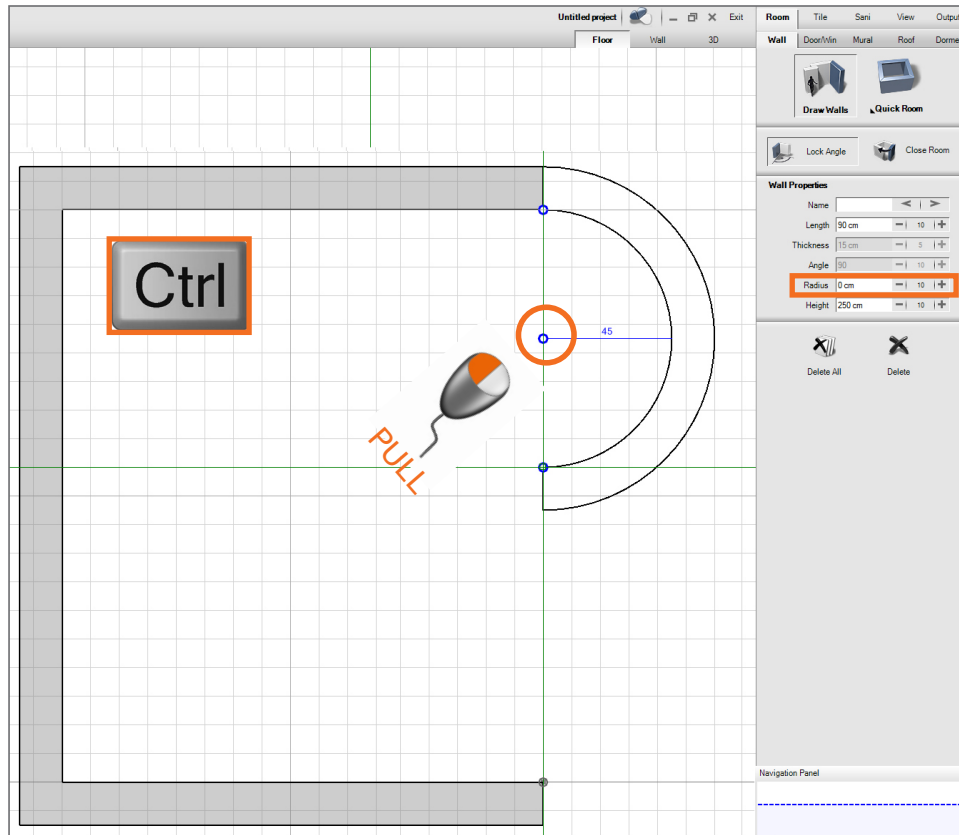 Untitled project Exit
Room Tile Sani View Output
Floor Wall 3D
Wall Door/Win Mural Roof Dorme
Draw Walls Quick Room
Lock Angle Close Room
Wall Properties
Name
Length 90 cm 10
Thickness 15 cm 5
Angle 90 10
Radius 0 cm 10
Height 250 cm 10
Delete All Delete
Ctrl
45
PULL
Navigation Panel